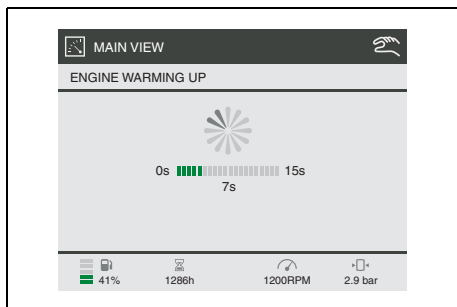 MAIN VIEW
ENGINE WARMING UP
0s 15s
7s
41% 1286h 1200RPM 2.9 bar